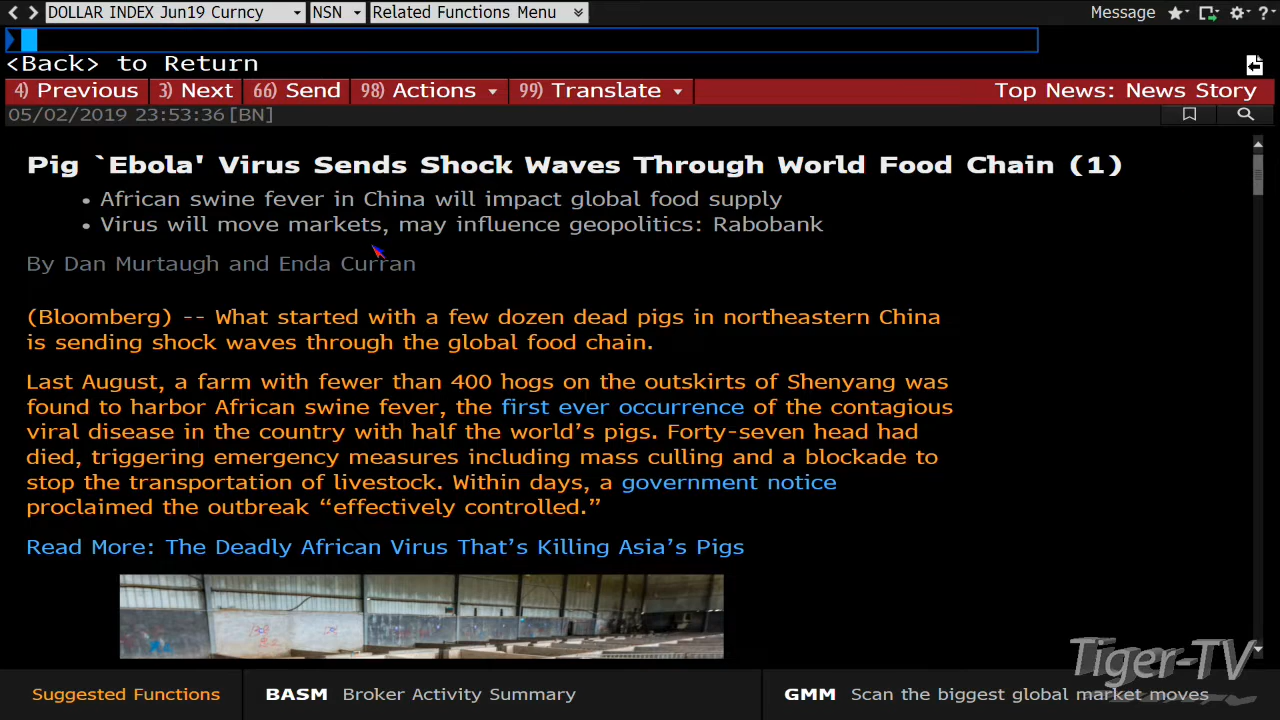 DOLLAR INDEX Jun19 Curncy NSN Related Functions Menu Message ?
<Back> to Return
4) Previous 3) Next 66) Send 98) Actions 99) Translate Top News: News Story
05/02/2019 23:53:36 [BN]
Pig `Ebola' Virus Sends Shock Waves Through World Food Chain (1)
• African swine fever in China will impact global food supply
• Virus will move markets, may influence geopolitics: Rabobank
By Dan Murtaugh and Enda Curran
(Bloomberg) -- What started with a few dozen dead pigs in northeastern China
is sending shock waves through the global food chain.
Last August, a farm with fewer than 400 hogs on the outskirts of Shenyang was
found to harbor African swine fever, the first ever occurrence of the contagious
viral disease in the country with half the world’s pigs. Forty-seven head had
died, triggering emergency measures including mass culling and a blockade to
stop the transportation of livestock. Within days, a government notice
proclaimed the outbreak “effectively controlled.”
Read More: The Deadly African Virus That’s Killing Asia’s Pigs
Tiger-TV
Suggested Functions BASM Broker Activity Summary GMM Scan the biggest global market moves